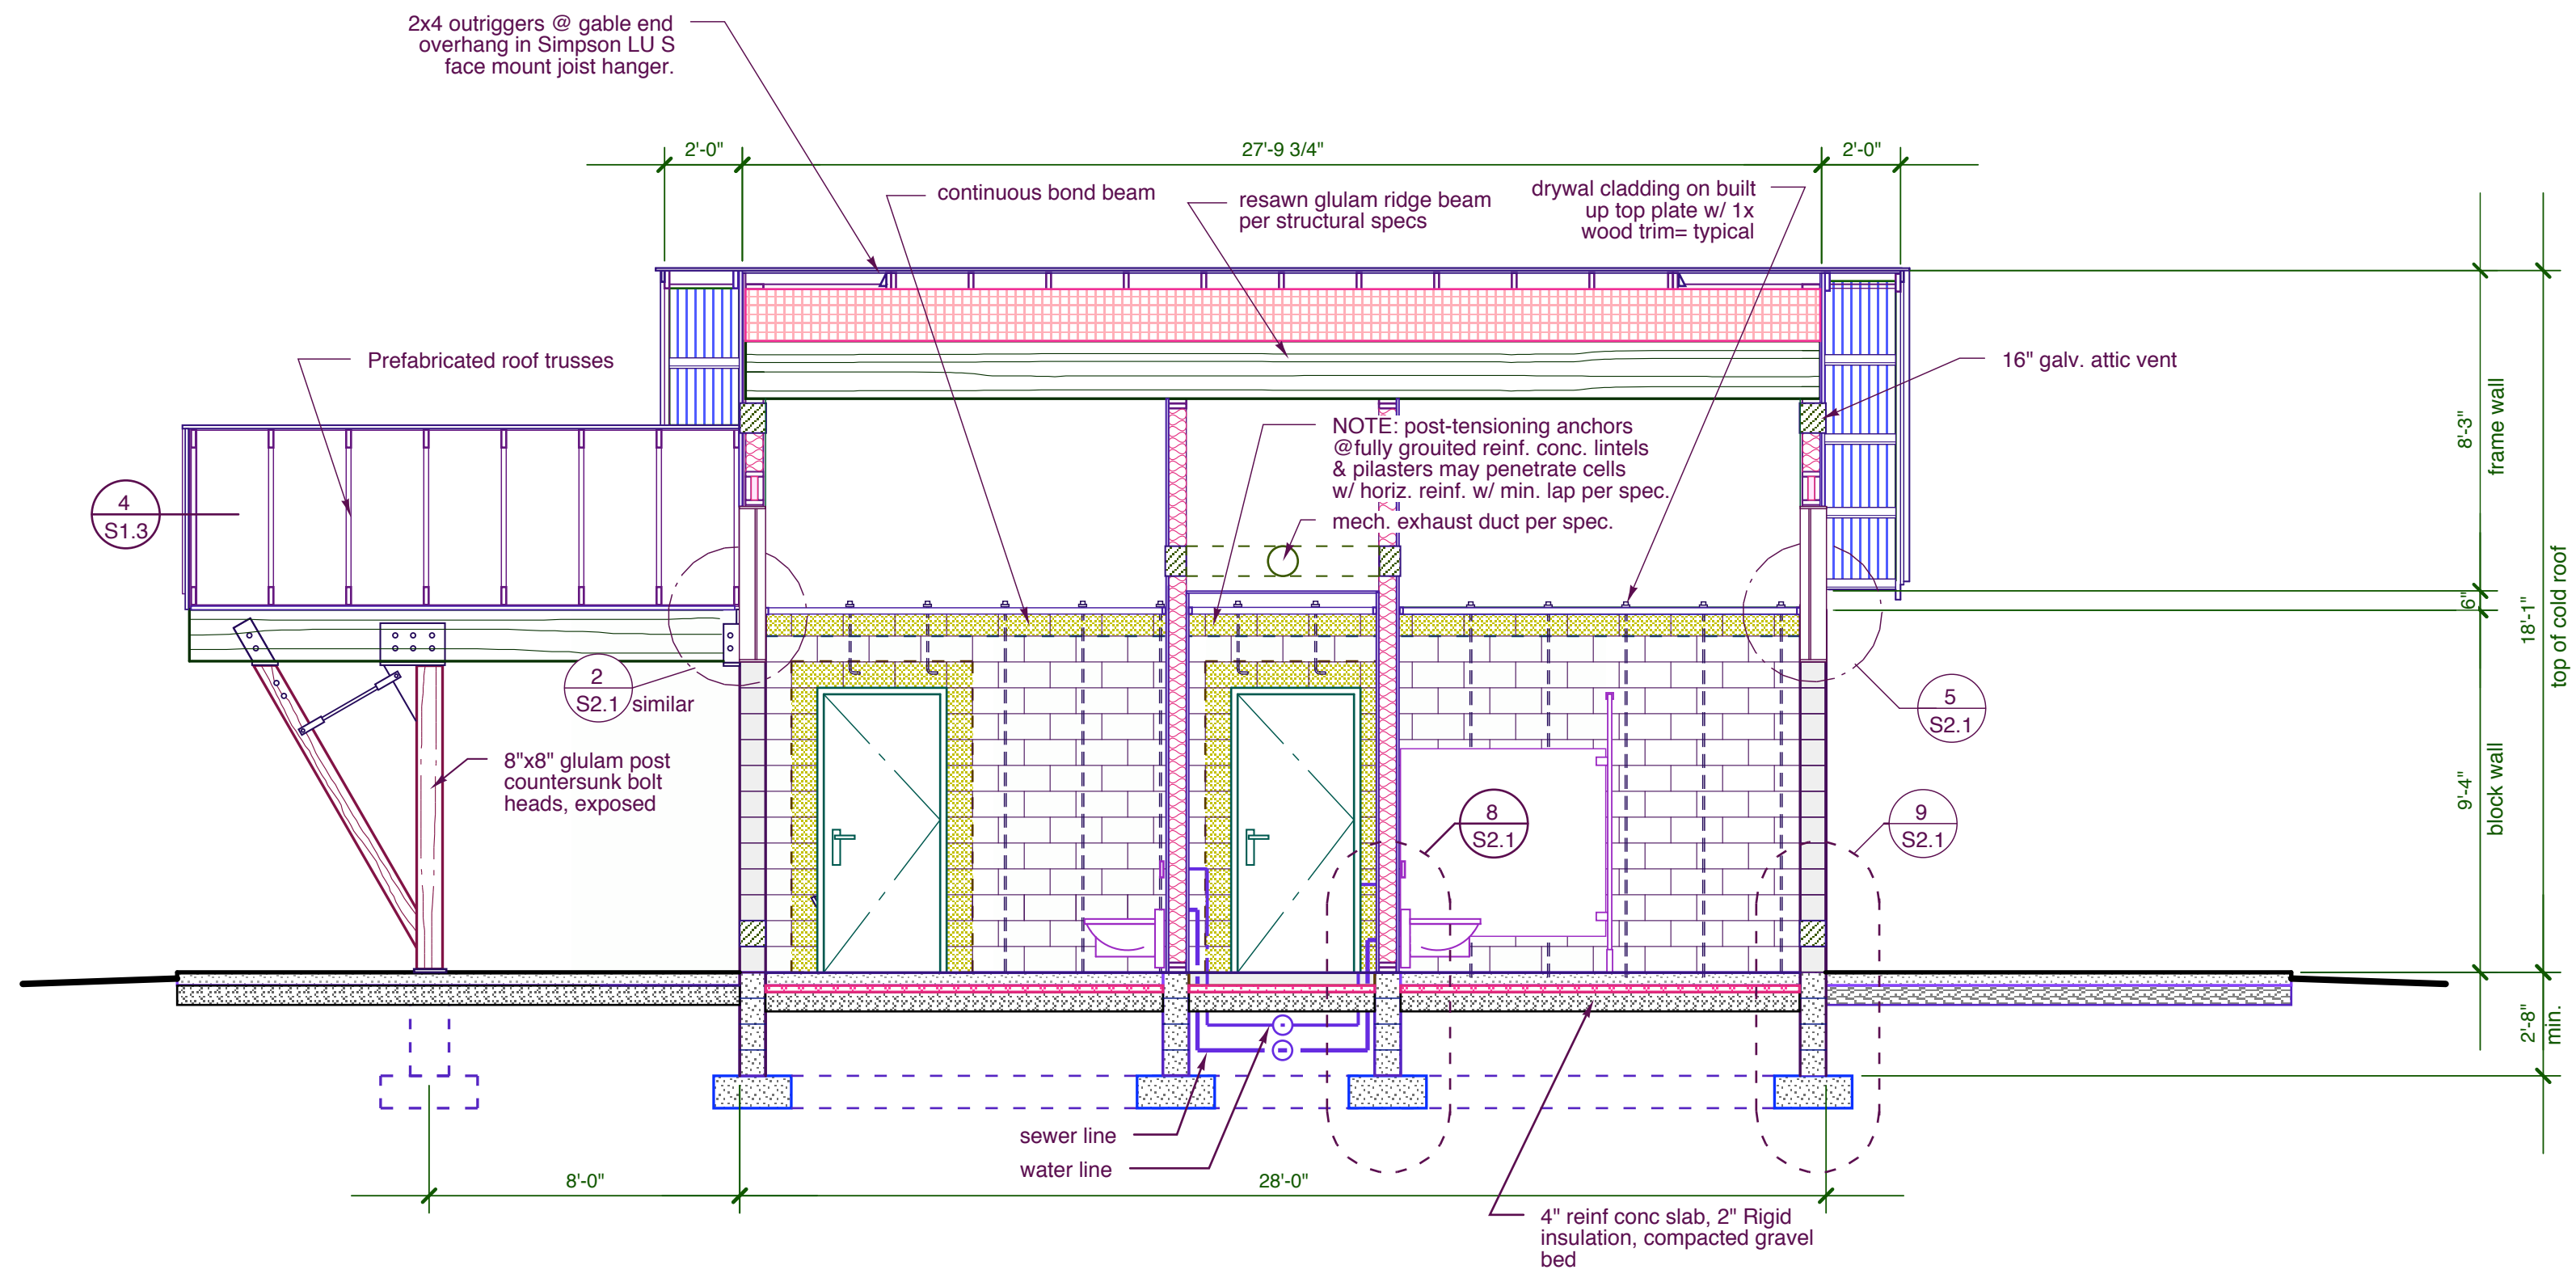 2x4 outriggers @ gable end
overhang in Simpson LU S
face mount joist hanger.
2'-0"
27'-9 3/4"
2'-0"
continuous bond beam
resawn glulam ridge beam
per structural specs
drywal cladding on built
up top plate w/ 1x
wood trim= typical
Prefabricated roof trusses
16" galv. attic vent
NOTE: post-tensioning anchors
@fully grouited reinf. conc. lintels
& pilasters may penetrate cells
w/ horiz. reinf. w/ min. lap per spec.
mech. exhaust duct per spec.
4
S1.3
2
S2.1 similar
8"x8" glulam post
countersunk bolt
heads, exposed
5
S2.1
8
S2.1
9
S2.1
8'-3"
frame wall
6"
18'-1"
top of cold roof
9'-4"
block wall
2'-8"
min.
sewer line
water line
8'-0"
28'-0"
4" reinf conc slab, 2" Rigid
insulation, compacted gravel
bed